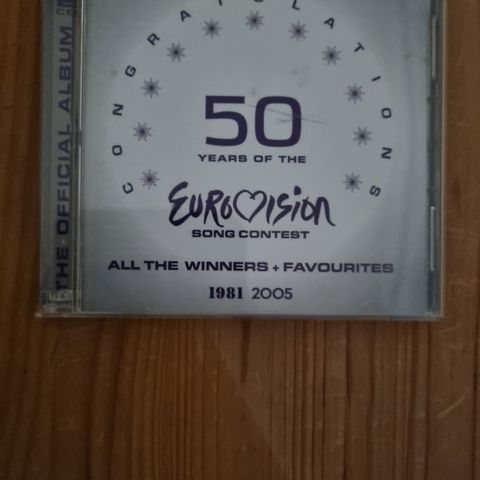 CONGRATULATIONS
50
YEARS OF THE
EUROVISION
SONG CONTEST
ALL THE WINNERS + FAVOURITES
1981 2005
THE OFFICIAL ALBUM